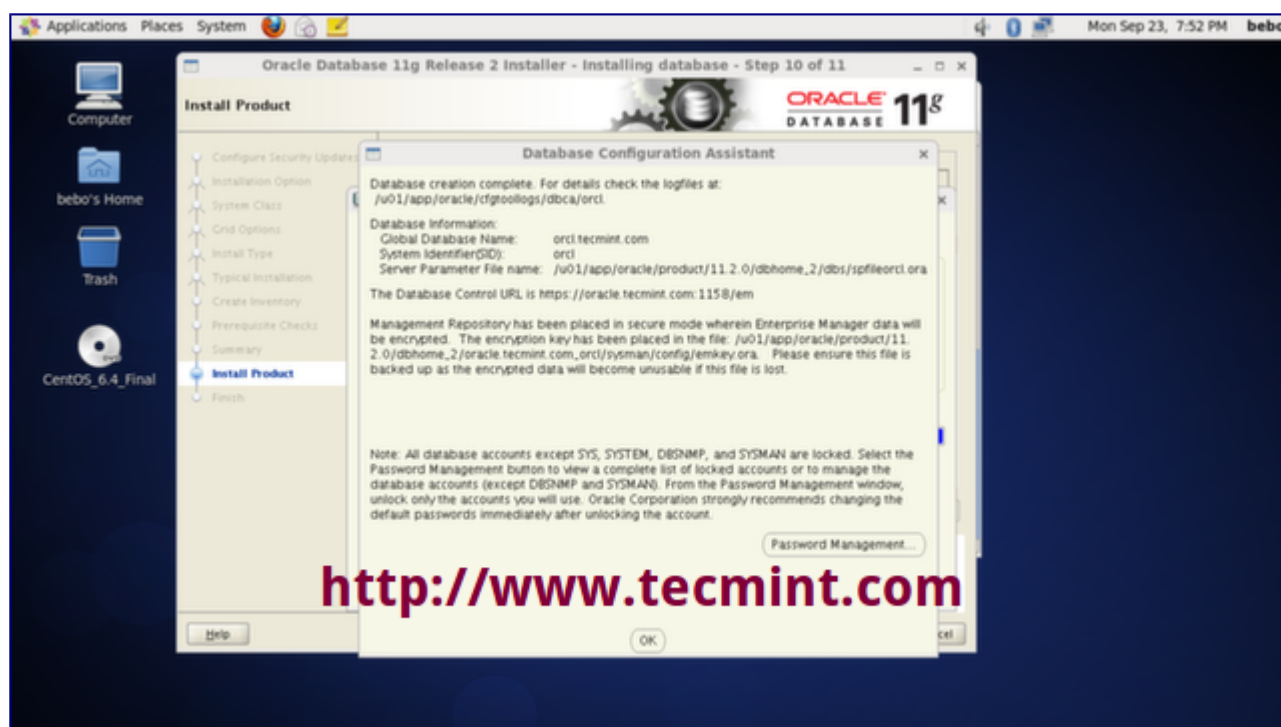 Applications Places System
Mon Sep 23, 7:52 PM bebo
Computer
bebo's Home
Trash
CentOS_6.4_Final
Oracle Database 11g Release 2 Installer - Installing database - Step 10 of 11
Install Product
ORACLE 11g
DATABASE
Configure Security Updates
Installation Option
System Class
Grid Options
Install Type
Typical Installation
Create Inventory
Prerequisite Checks
Summary
Install Product
Finish
Help
Database Configuration Assistant
Database creation complete. For details check the logfiles at:
/u01/app/oracle/cfgtoollogs/dbca/orcl.
Database Information:
Global Database Name: orcl.tecmint.com
System Identifier(SID): orcl
Server Parameter File name: /u01/app/oracle/product/11.2.0/dbhome_2/dbs/spfileorcl.ora
The Database Control URL is https://oracle.tecmint.com:1158/em
Management Repository has been placed in secure mode wherein Enterprise Manager data will
be encrypted. The encryption key has been placed in the file: /u01/app/oracle/product/11.
2.0/dbhome_2/oracle.tecmint.com_orcl/sysman/config/emkey.ora. Please ensure this file is
backed up as the encrypted data will become unusable if this file is lost.
Note: All database accounts except SYS, SYSTEM, DBSNMP, and SYSMAN are locked. Select the
Password Management button to view a complete list of locked accounts or to manage the
database accounts (except DBSNMP and SYSMAN). From the Password Management window,
unlock only the accounts you will use. Oracle Corporation strongly recommends changing the
default passwords immediately after unlocking the account.
Password Management...
http://www.tecmint.com
OK